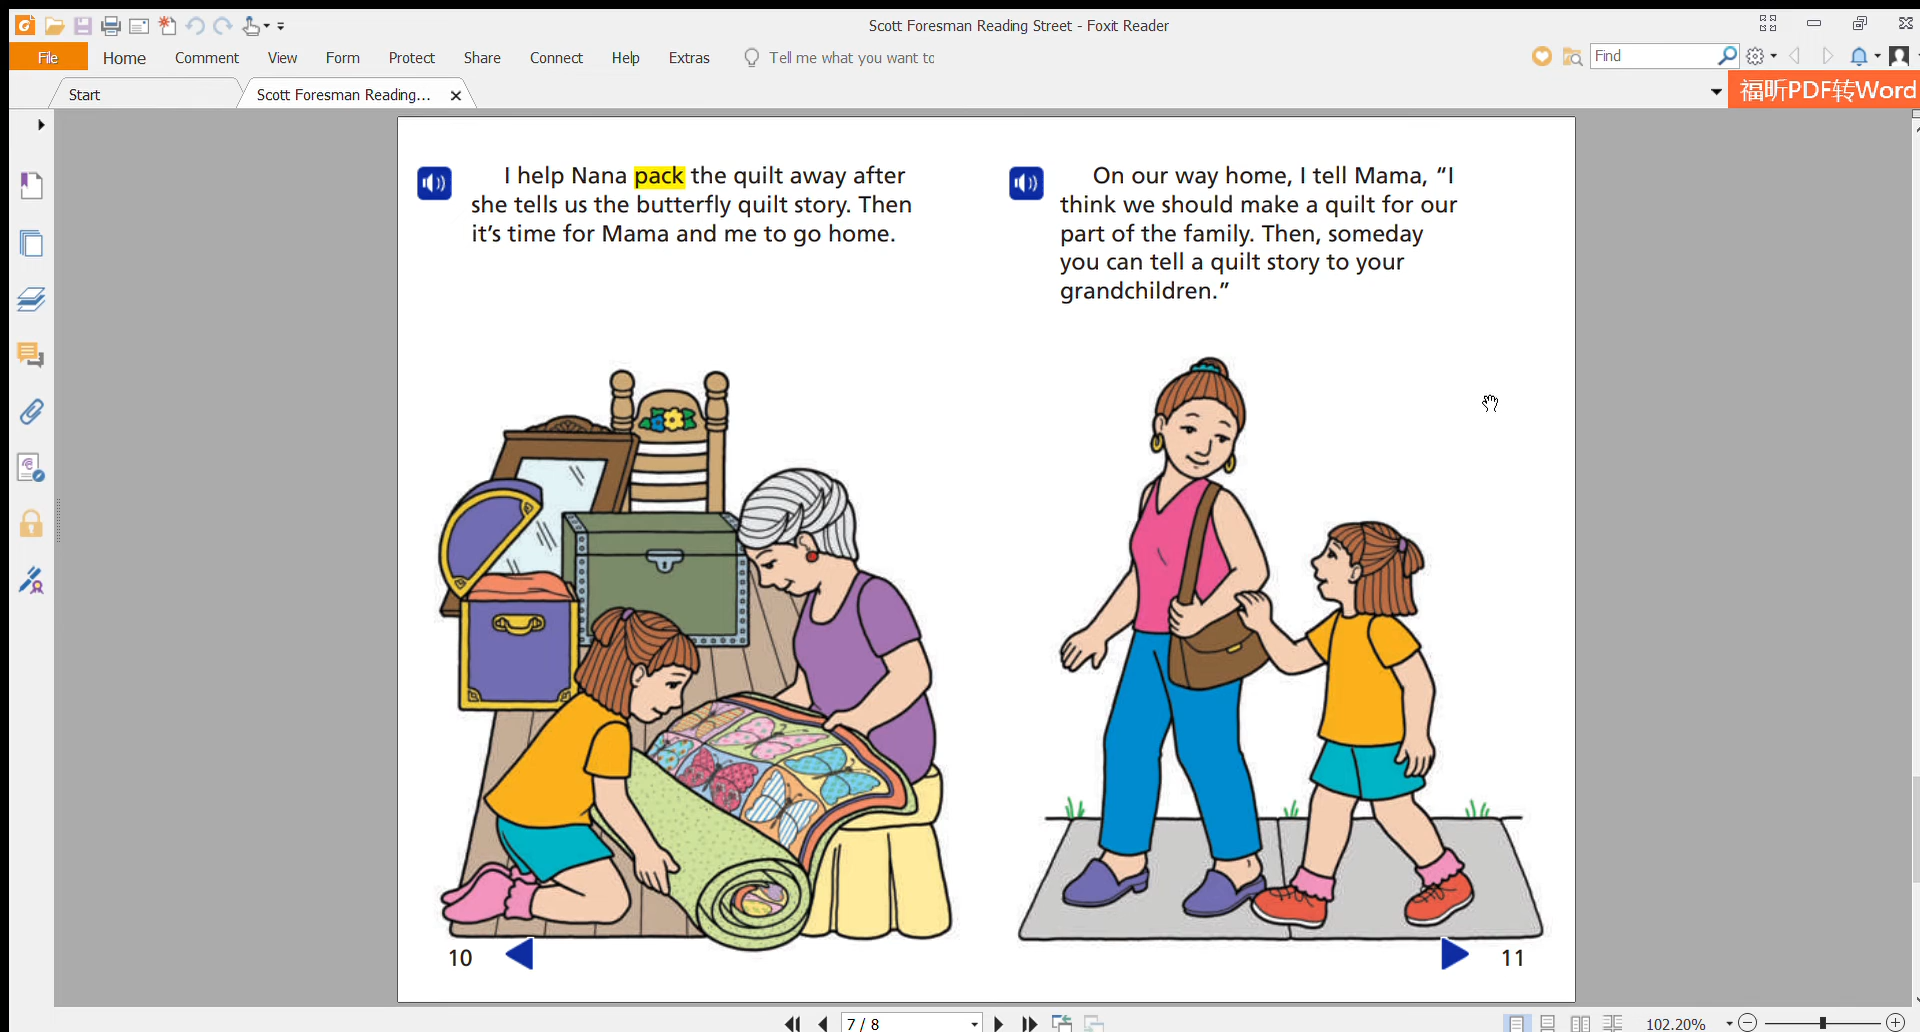 Scott Foresman Reading Street - Foxit Reader
File Home Comment View Form Protect Share Connect Help Extras Tell me what you want to Find
Start Scott Foresman Reading...
福昕PDF转Word
I help Nana pack the quilt away after
she tells us the butterfly quilt story. Then
it's time for Mama and me to go home.
On our way home, I tell Mama, “I
think we should make a quilt for our
part of the family. Then, someday
you can tell a quilt story to your
grandchildren.”
10
11
7 / 8
102.20%